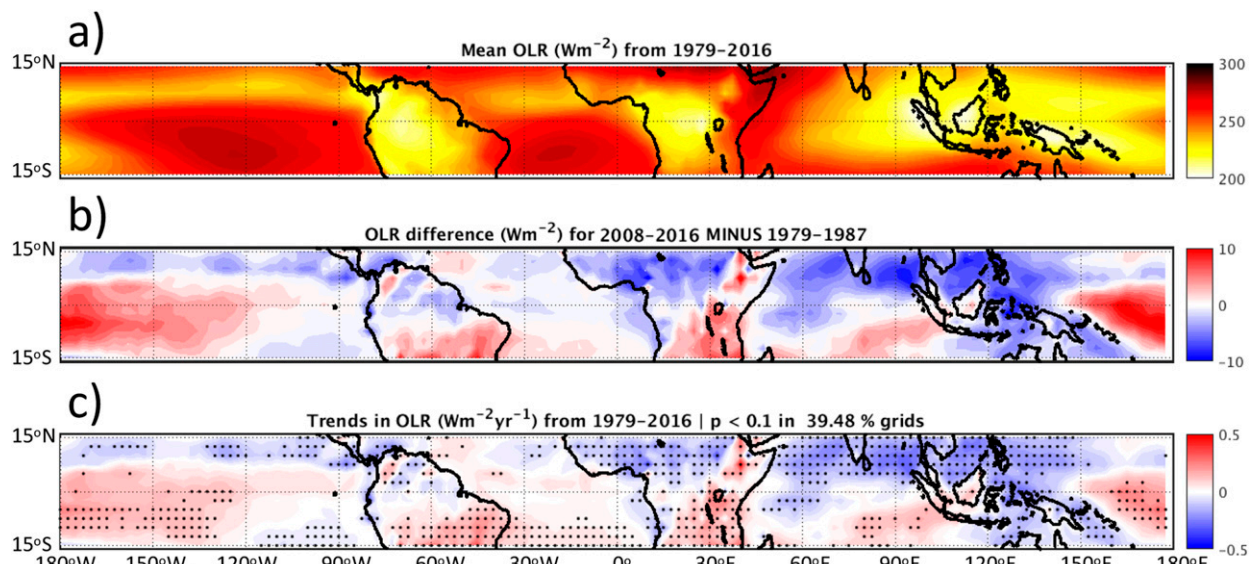 a)
Mean OLR (Wm⁻²) from 1979–2016
15°N
15°S
300
250
200
b)
OLR difference (Wm⁻²) for 2008–2016 MINUS 1979–1987
15°N
15°S
10
0
−10
c)
Trends in OLR (Wm⁻²yr⁻¹) from 1979–2016 | p < 0.1 in 39.48 % grids
15°N
15°S
0.5
0
−0.5
180°W 150°W 120°W 90°W 60°W 30°W 0° 30°E 60°E 90°E 120°E 150°E 180°E